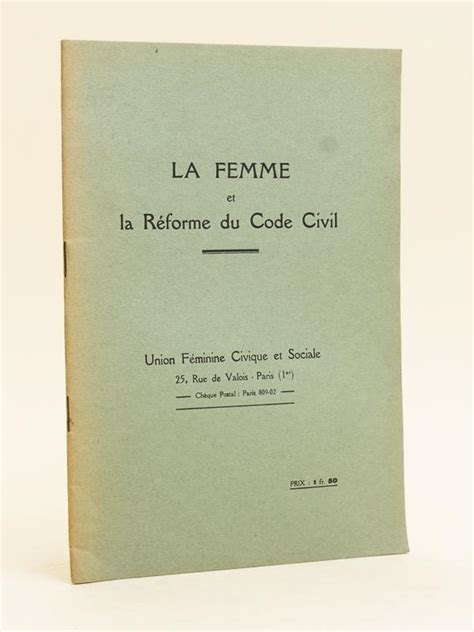 LA FEMME
et
la Réforme du Code Civil
Union Féminine Civique et Sociale
25, Rue de Valois - Paris (1er)
Chèque Postal : Paris 809-02
PRIX : 1 fr. 50